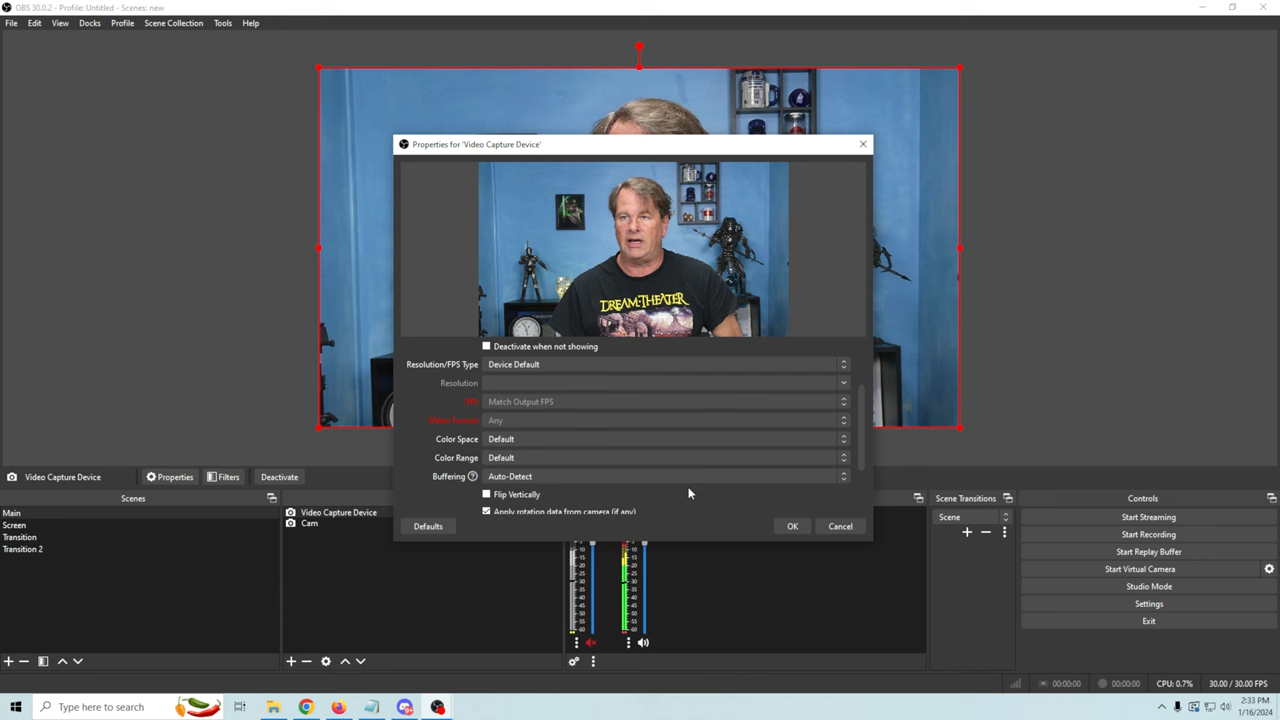 OBS 30.0.2 - Profile: Untitled - Scenes: new
File Edit View Docks Profile Scene Collection Tools Help
Properties for 'Video Capture Device'
DREAM THEATER
Deactivate when not showing
Resolution/FPS Type Device Default
Resolution
FPS Match Output FPS
Video Format Any
Color Space Default
Color Range Default
Buffering ? Auto-Detect
Flip Vertically
Apply rotation data from camera (if any)
Defaults OK Cancel
Video Capture Device Properties Filters Deactivate
Scenes
Main
Screen
Transition
Transition 2
Video Capture Device
Cam
Scene Transitions
Scene
Controls
Start Streaming
Start Recording
Start Replay Buffer
Start Virtual Camera
Studio Mode
Settings
Exit
00:00:00 00:00:00 CPU: 0.7% 30.00 / 30.00 FPS
Type here to search
2:33 PM
1/16/2024